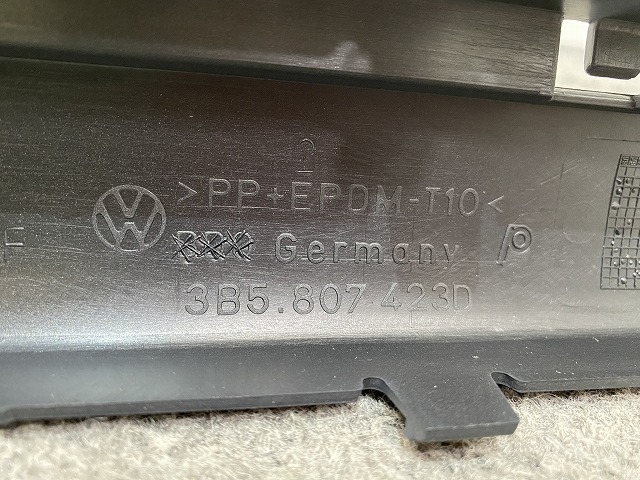 >PP+EPDM-T10<
Germany
3B5.807 423D